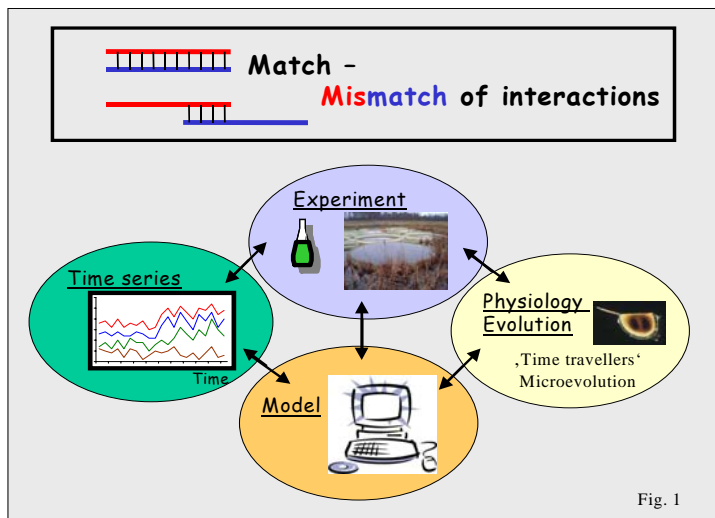 Match –
Mismatch of interactions
Experiment
Time series
Time
Physiology
Evolution
‚Time travellers‘
Microevolution
Model
Fig. 1